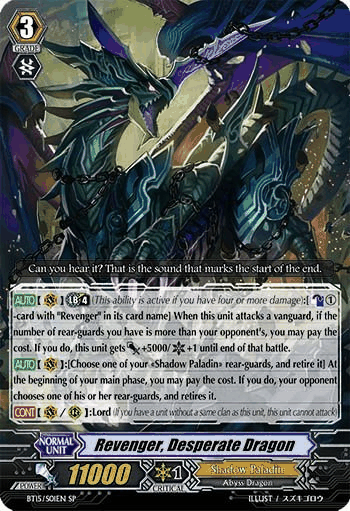 3
GRADE
Can you hear it? That is the sound that marks the start of the end.
AUTO [ ] LB 4 (This ability is active if you have four or more damage):[ 1
-card with "Revenger" in its card name] When this unit attacks a vanguard, if the
number of rear-guards you have is more than your opponent's, you may pay the
cost. If you do, this unit gets +5000/ +1 until end of that battle.
AUTO [ ]:[Choose one of your «Shadow Paladin» rear-guards, and retire it] At
the beginning of your main phase, you may pay the cost. If you do, your opponent
chooses one of his or her rear-guards, and retires it.
CONT [ / ]:Lord (If you have a unit without a same clan as this unit, this unit cannot attack)
NORMAL UNIT
Revenger, Desperate Dragon
POWER
11000
1
CRITICAL
Shadow Paladin
Abyss Dragon
BT15/S01EN SP
ILLUST / スズキゴロウ